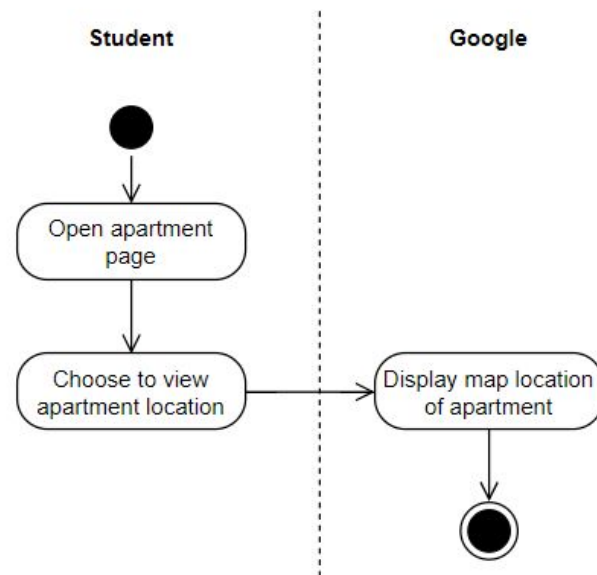 Student
Google
Open apartment
page
Choose to view
apartment location
Display map location
of apartment